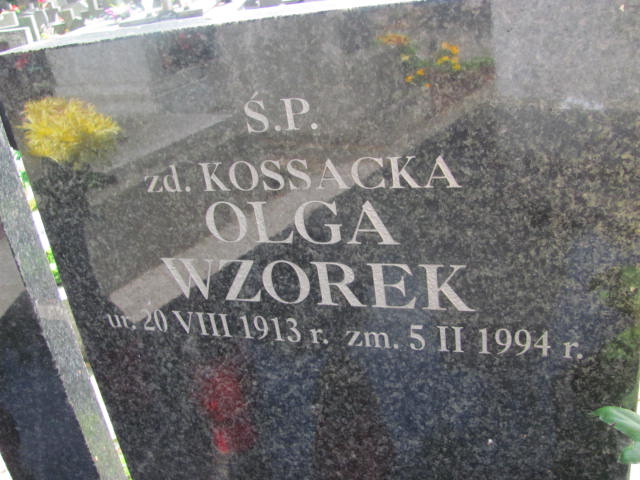 Ś.P.
zd. KOSSACKA
OLGA
WZOREK
ur. 20 VIII 1913 r. zm. 5 II 1994 r.